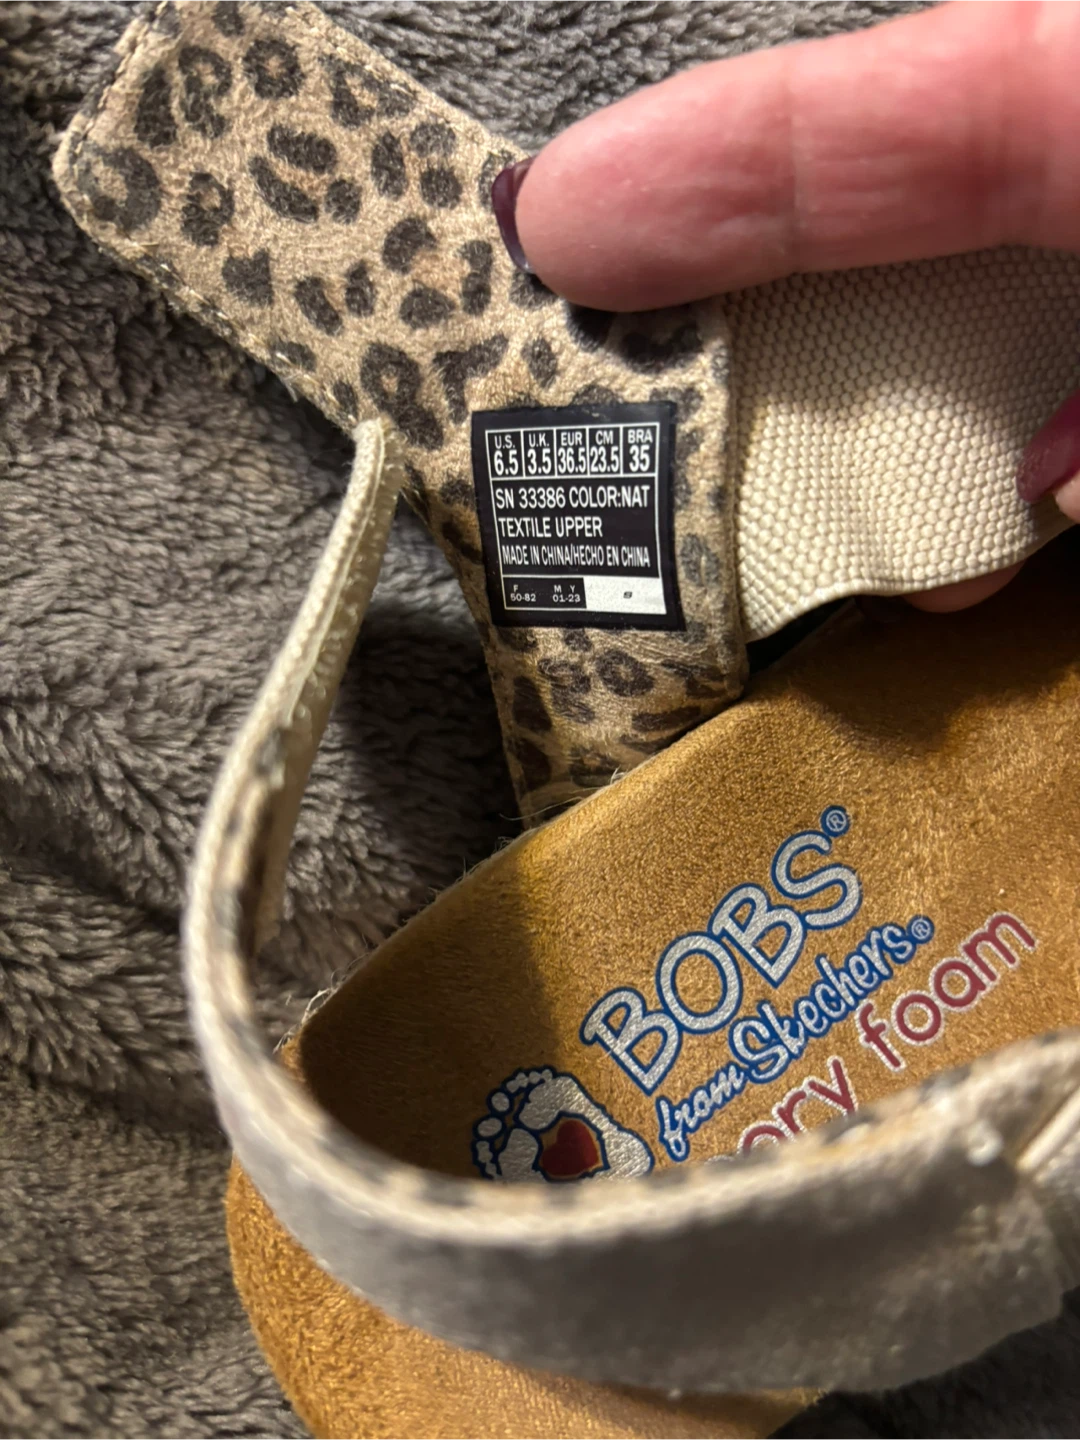 U.S. U.K. EUR CM BRA
6.5 3.5 36.5 23.5 35
SN 33386 COLOR:NAT
TEXTILE UPPER
MADE IN CHINA/HECHO EN CHINA
F M Y
50-82 01-23
BOBS®
from Skechers®
ory foam